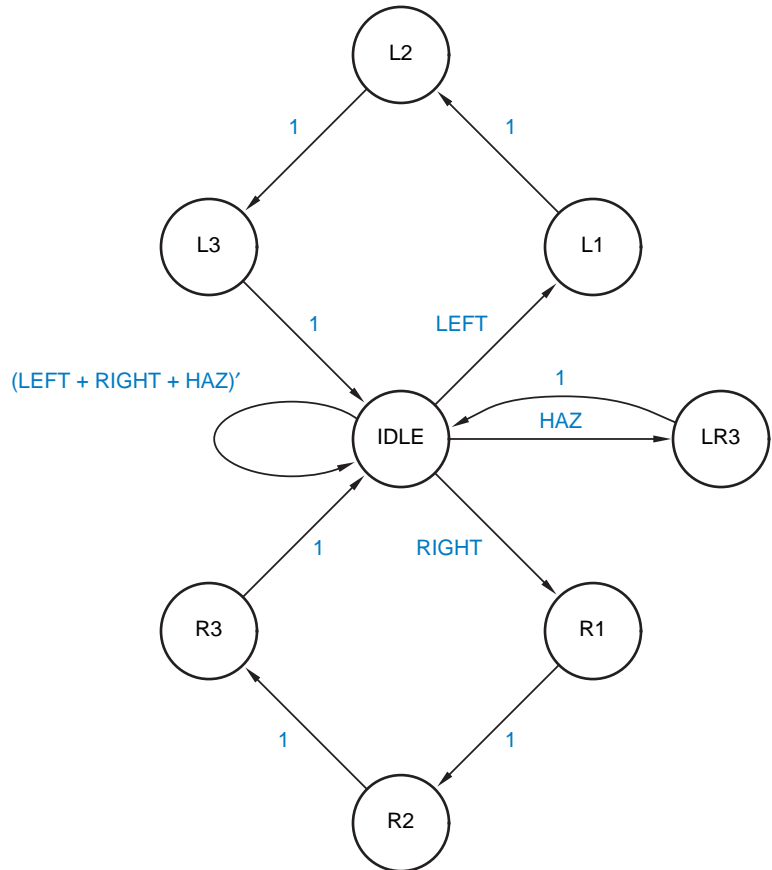 L2
1
1
L3
L1
1
LEFT
(LEFT + RIGHT + HAZ)′
1
IDLE
HAZ
LR3
1
RIGHT
R3
R1
1
1
R2